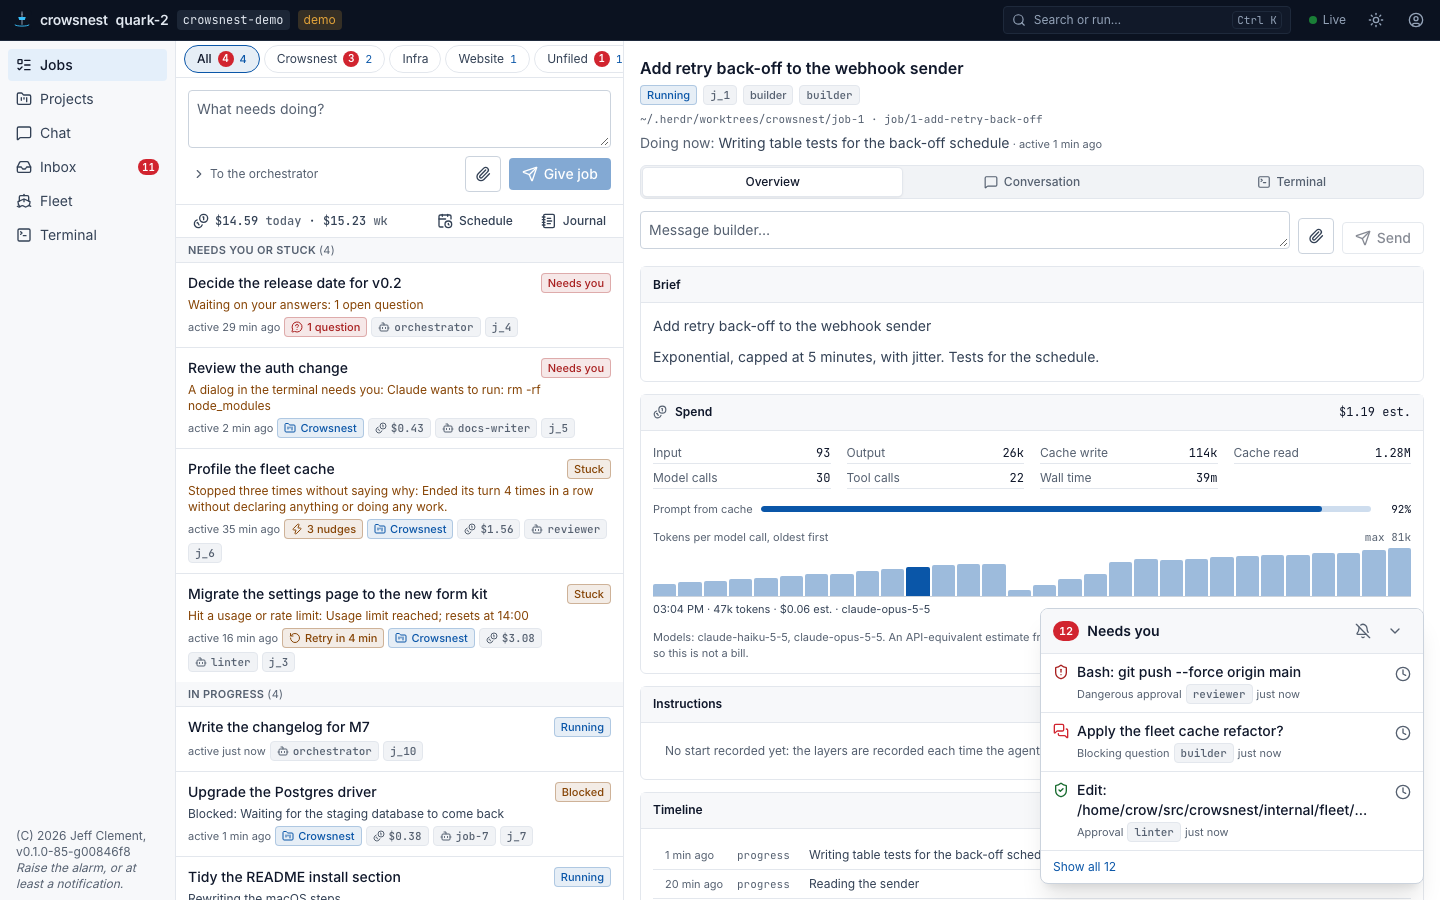 crowsnest quark-2 crowsnest-demo demo
Search or run... Ctrl K
Live
Jobs
Projects
Chat
Inbox 11
Fleet
Terminal
(C) 2026 Jeff Clement,
v0.1.0-85-g00846f8
Raise the alarm, or at
least a notification.
All 4 4
Crowsnest 3 2
Infra
Website 1
Unfiled 1 1
What needs doing?
To the orchestrator
Give job
$14.59 today · $15.23 wk
Schedule
Journal
NEEDS YOU OR STUCK (4)
Decide the release date for v0.2 Needs you
Waiting on your answers: 1 open question
active 29 min ago 1 question orchestrator j_4
Review the auth change Needs you
A dialog in the terminal needs you: Claude wants to run: rm -rf
node_modules
active 2 min ago Crowsnest $0.43 docs-writer j_5
Profile the fleet cache Stuck
Stopped three times without saying why: Ended its turn 4 times in a row
without declaring anything or doing any work.
active 35 min ago 3 nudges Crowsnest $1.56 reviewer
j_6
Migrate the settings page to the new form kit Stuck
Hit a usage or rate limit: Usage limit reached; resets at 14:00
active 16 min ago Retry in 4 min Crowsnest $3.08
linter j_3
IN PROGRESS (4)
Write the changelog for M7 Running
active just now orchestrator j_10
Upgrade the Postgres driver Blocked
Blocked: Waiting for the staging database to come back
active 1 min ago Crowsnest $0.38 job-7 j_7
Tidy the README install section Running
Rewriting the macOS steps
Add retry back-off to the webhook sender
Running j_1 builder builder
~/.herdr/worktrees/crowsnest/job-1 · job/1-add-retry-back-off
Doing now: Writing table tests for the back-off schedule · active 1 min ago
Overview
Conversation
Terminal
Message builder...
Send
Brief
Add retry back-off to the webhook sender
Exponential, capped at 5 minutes, with jitter. Tests for the schedule.
Spend $1.19 est.
Input 93 Output 26k Cache write 114k Cache read 1.28M
Model calls 30 Tool calls 22 Wall time 39m
Prompt from cache 92%
Tokens per model call, oldest first max 81k
03:04 PM · 47k tokens · $0.06 est. · claude-opus-5-5
Models: claude-haiku-5-5, claude-opus-5-5. An API-equivalent estimate
so this is not a bill.
Instructions
No start recorded yet: the layers are recorded each time the agent
Timeline
1 min ago progress Writing table tests for the back-off
20 min ago progress Reading the sender
12 Needs you
Bash: git push --force origin main
Dangerous approval reviewer just now
Apply the fleet cache refactor?
Blocking question builder just now
Edit:
/home/crow/src/crowsnest/internal/fleet/...
Approval linter just now
Show all 12